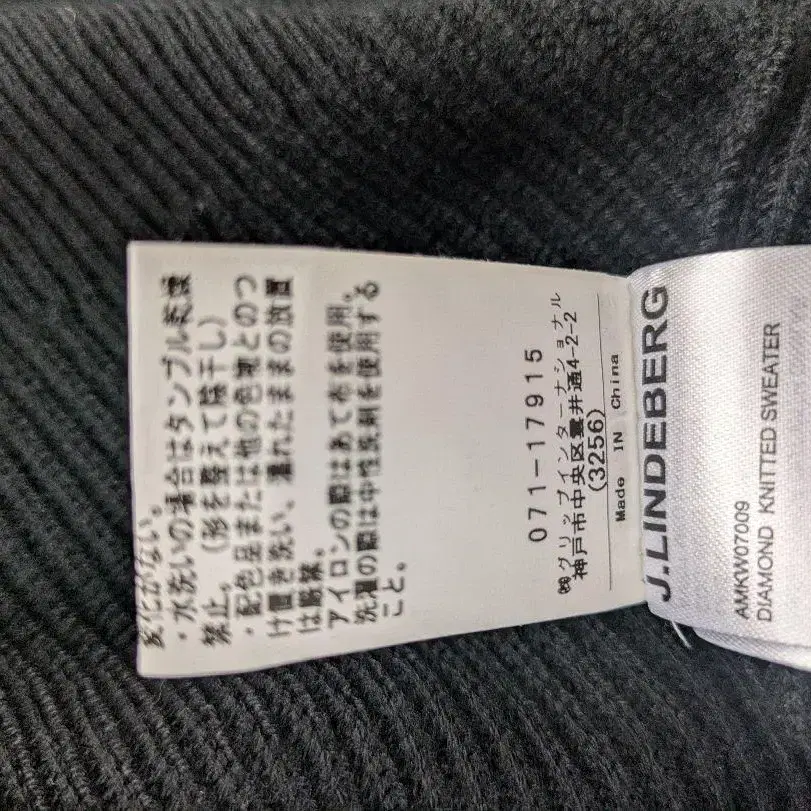 変化がない。
・水洗いの場合はタンブル乾燥
禁止。(形を整えて陰干し)
・配色品または他の色物とのつ
け置き洗い、濡れたままの放置
は厳禁。
アイロンの際はあて布を使用。
洗濯の際は中性洗剤を使用する
こと。
071-17915
㈱グリップインターナショナル
神戸市中央区雲井通4-2-2
(3256)
Made IN China
J.LINDEBERG
AMKW07009
DIAMOND KNITTED SWEATER